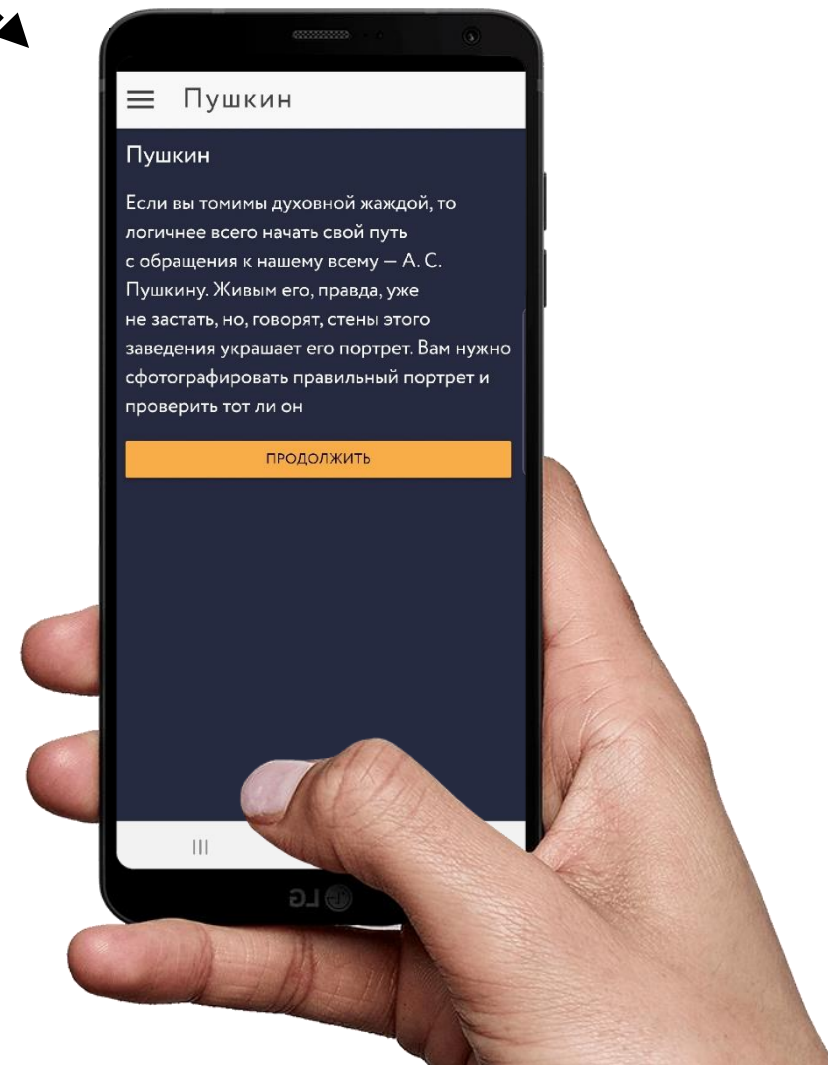 Пушкин
Пушкин
Если вы томимы духовной жаждой, то
логичнее всего начать свой путь
с обращения к нашему всему — А. С.
Пушкину. Живым его, правда, уже
не застать, но, говорят, стены этого
заведения украшает его портрет. Вам нужно
сфотографировать правильный портрет и
проверить тот ли он
ПРОДОЛЖИТЬ
LG